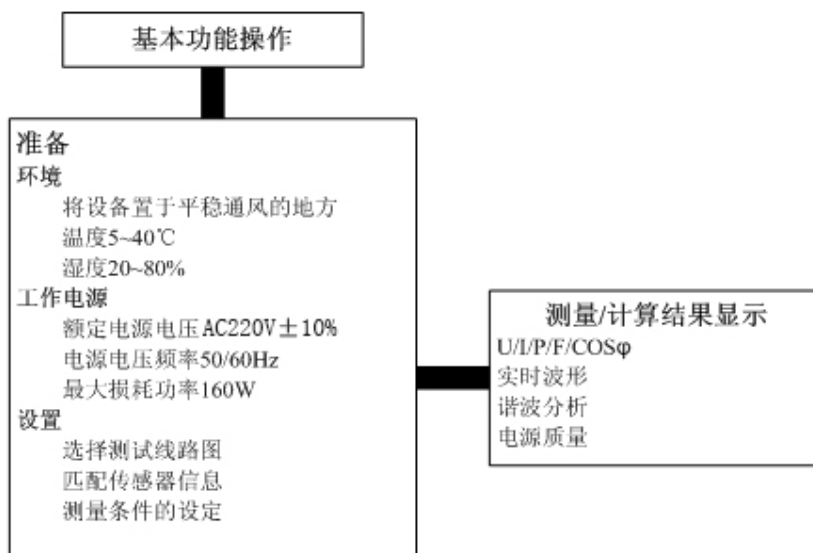 基本功能操作
准备
环境
将设备置于平稳通风的地方
温度5~40℃
湿度20~80%
工作电源
额定电源电压AC220V±10%
电源电压频率50/60Hz
最大损耗功率160W
设置
选择测试线路图
匹配传感器信息
测量条件的设定
测量/计算结果显示
U/I/P/F/COSφ
实时波形
谐波分析
电源质量